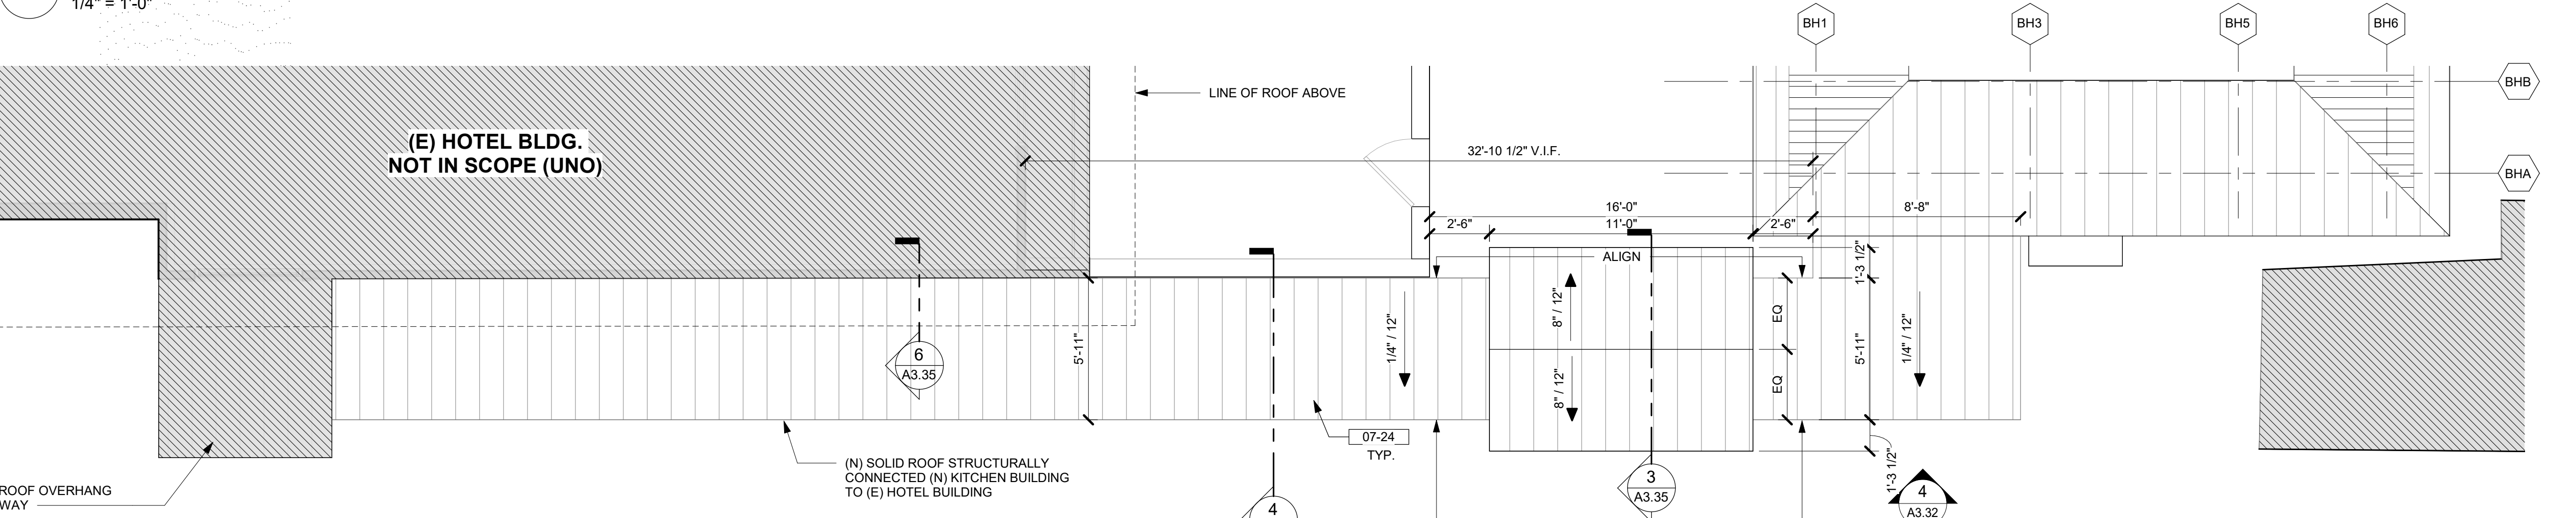 1/4" = 1'-0"
BH1
BH3
BH5
BH6
BHB
LINE OF ROOF ABOVE
(E) HOTEL BLDG.
NOT IN SCOPE (UNO)
32'-10 1/2" V.I.F.
BHA
16'-0"
8'-8"
2'-6"
11'-0"
2'-6"
ALIGN
1'-3 1/2"
8" / 12"
EQ
1/4" / 12"
5'-11"
5'-11"
1/4" / 12"
8" / 12"
EQ
6
A3.35
07-24
TYP.
(N) SOLID ROOF STRUCTURALLY
CONNECTED (N) KITCHEN BUILDING
TO (E) HOTEL BUILDING
1'-3 1/2"
ROOF OVERHANG
WAY
3
A3.35
4
A3.32
4